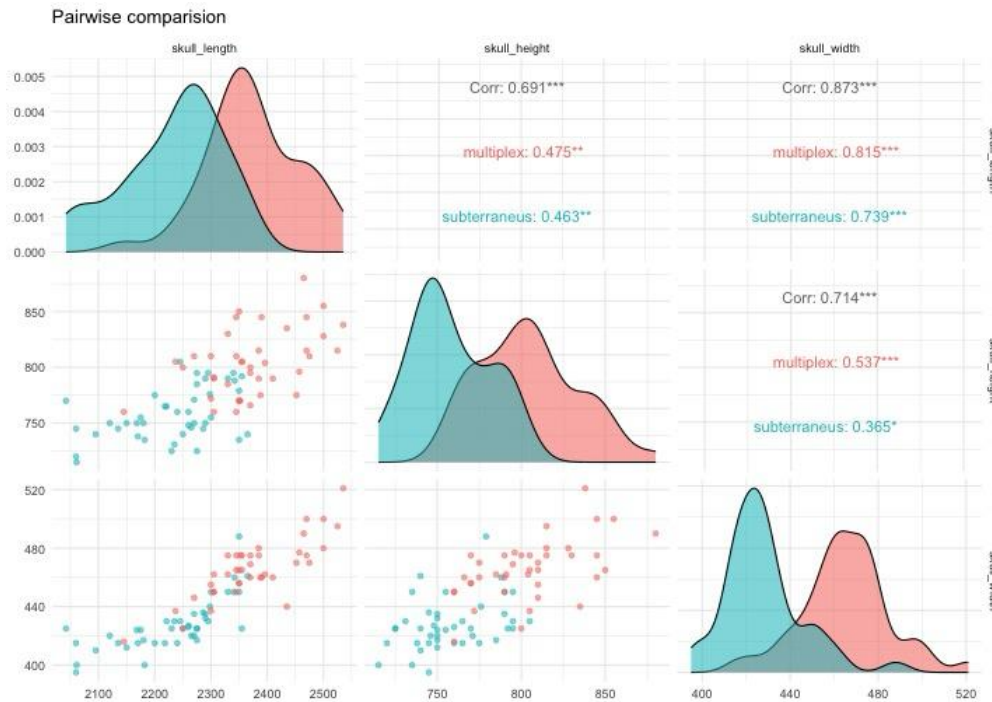 Pairwise comparision
skull_length skull_height skull_width
0.005
0.004
0.003
0.002
0.001
0.000
Corr: 0.691***
multiplex: 0.475**
subterraneus: 0.463**
Corr: 0.873***
multiplex: 0.815***
subterraneus: 0.739***
850
800
750
Corr: 0.714***
multiplex: 0.537***
subterraneus: 0.365*
520
480
440
400
2100 2200 2300 2400 2500 750 800 850 400 440 480 520